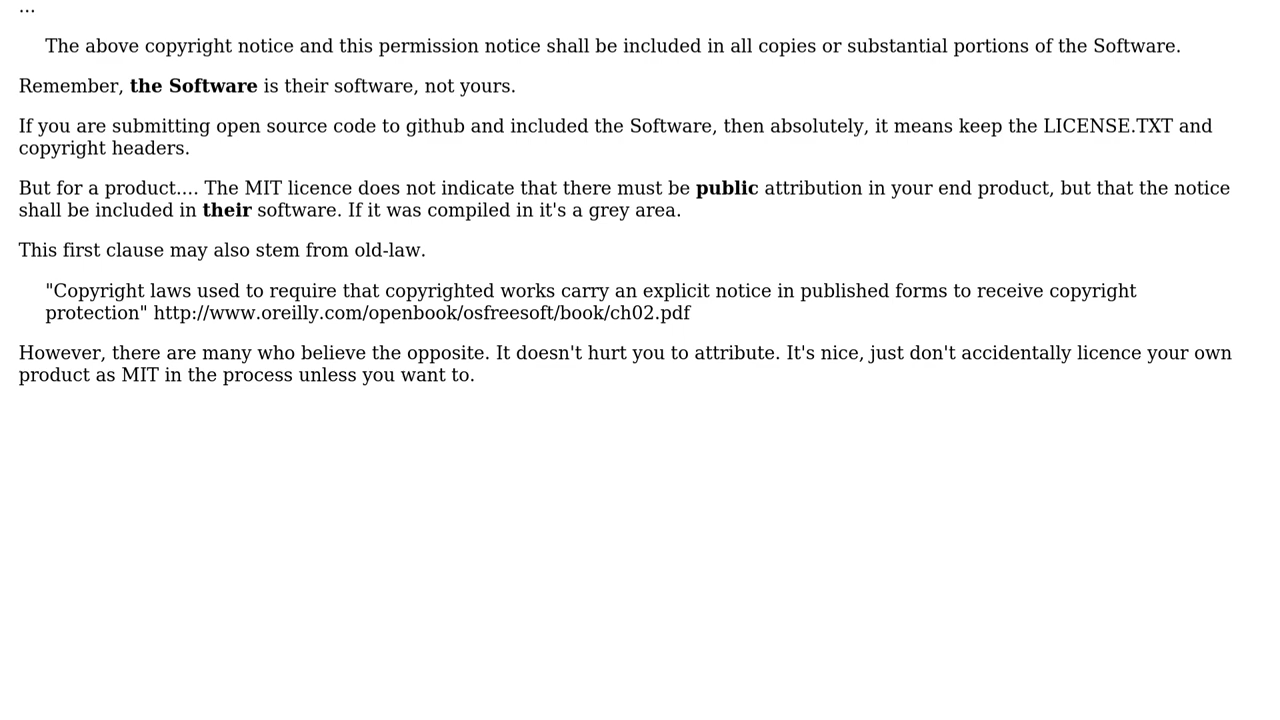 ...
The above copyright notice and this permission notice shall be included in all copies or substantial portions of the Software.
Remember, the Software is their software, not yours.
If you are submitting open source code to github and included the Software, then absolutely, it means keep the LICENSE.TXT and
copyright headers.
But for a product.... The MIT licence does not indicate that there must be public attribution in your end product, but that the notice
shall be included in their software. If it was compiled in it's a grey area.
This first clause may also stem from old-law.
"Copyright laws used to require that copyrighted works carry an explicit notice in published forms to receive copyright
protection" http://www.oreilly.com/openbook/osfreesoft/book/ch02.pdf
However, there are many who believe the opposite. It doesn't hurt you to attribute. It's nice, just don't accidentally licence your own
product as MIT in the process unless you want to.